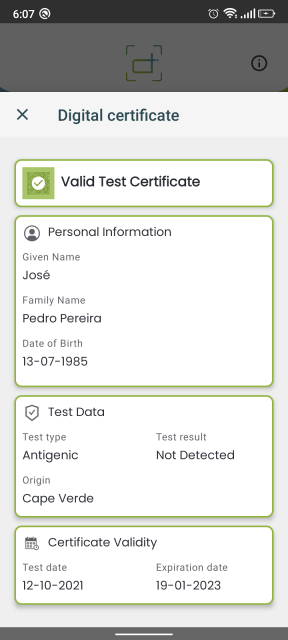 6:07
Digital certificate
Valid Test Certificate
Personal Information
Given Name
José
Family Name
Pedro Pereira
Date of Birth
13-07-1985
Test Data
Test type Test result
Antigenic Not Detected
Origin
Cape Verde
Certificate Validity
Test date Expiration date
12-10-2021 19-01-2023